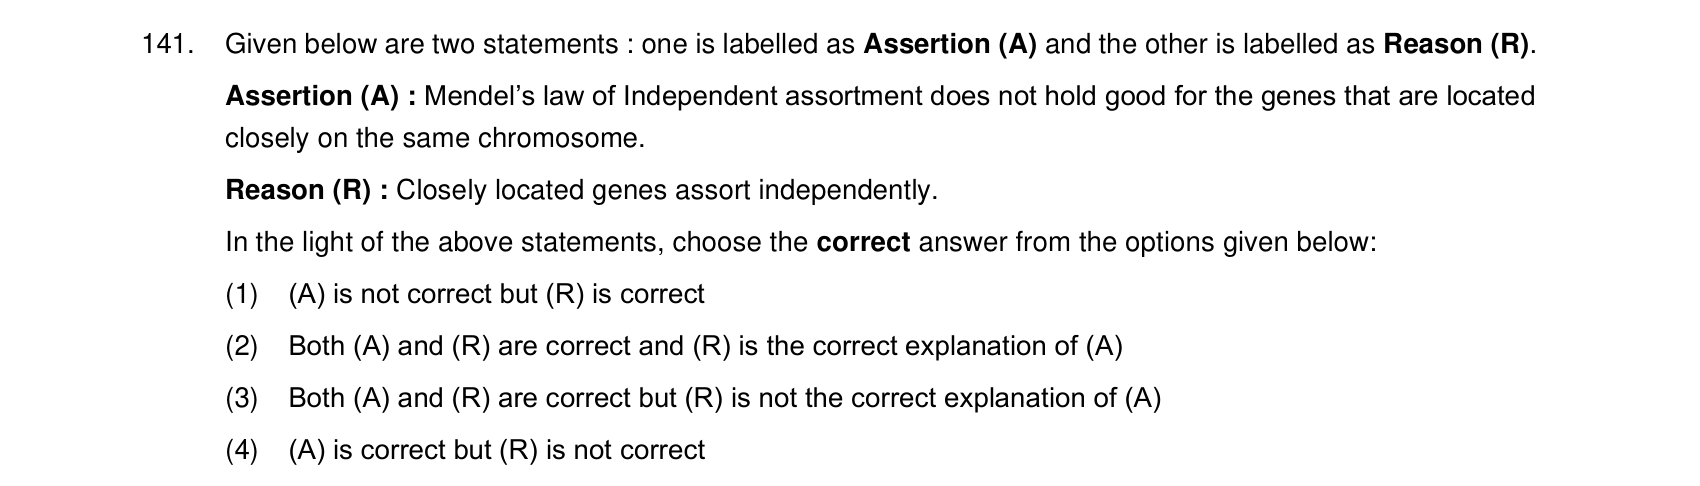 141. Given below are two statements : one is labelled as Assertion (A) and the other is labelled as Reason (R).
Assertion (A) : Mendel's law of Independent assortment does not hold good for the genes that are located
closely on the same chromosome.
Reason (R) : Closely located genes assort independently.
In the light of the above statements, choose the correct answer from the options given below:
(1) (A) is not correct but (R) is correct
(2) Both (A) and (R) are correct and (R) is the correct explanation of (A)
(3) Both (A) and (R) are correct but (R) is not the correct explanation of (A)
(4) (A) is correct but (R) is not correct